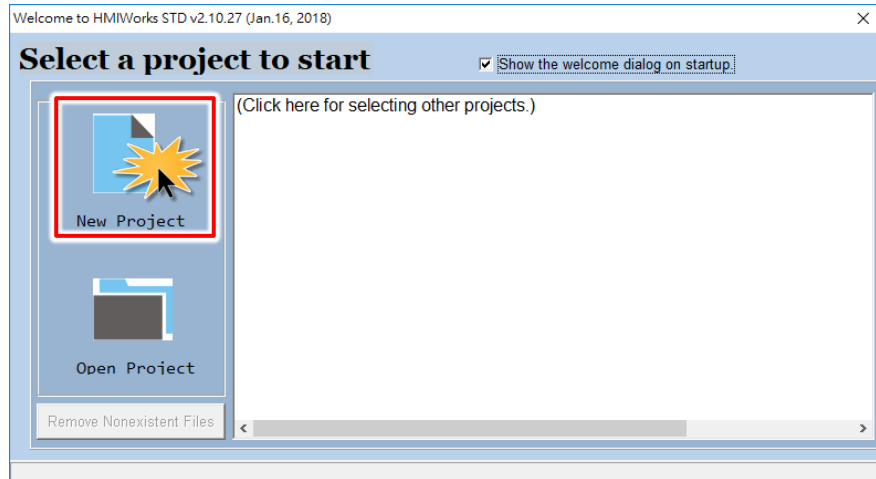 Welcome to HMIWorks STD v2.10.27 (Jan.16, 2018)
Select a project to start
Show the welcome dialog on startup.
(Click here for selecting other projects.)
New Project
Open Project
Remove Nonexistent Files